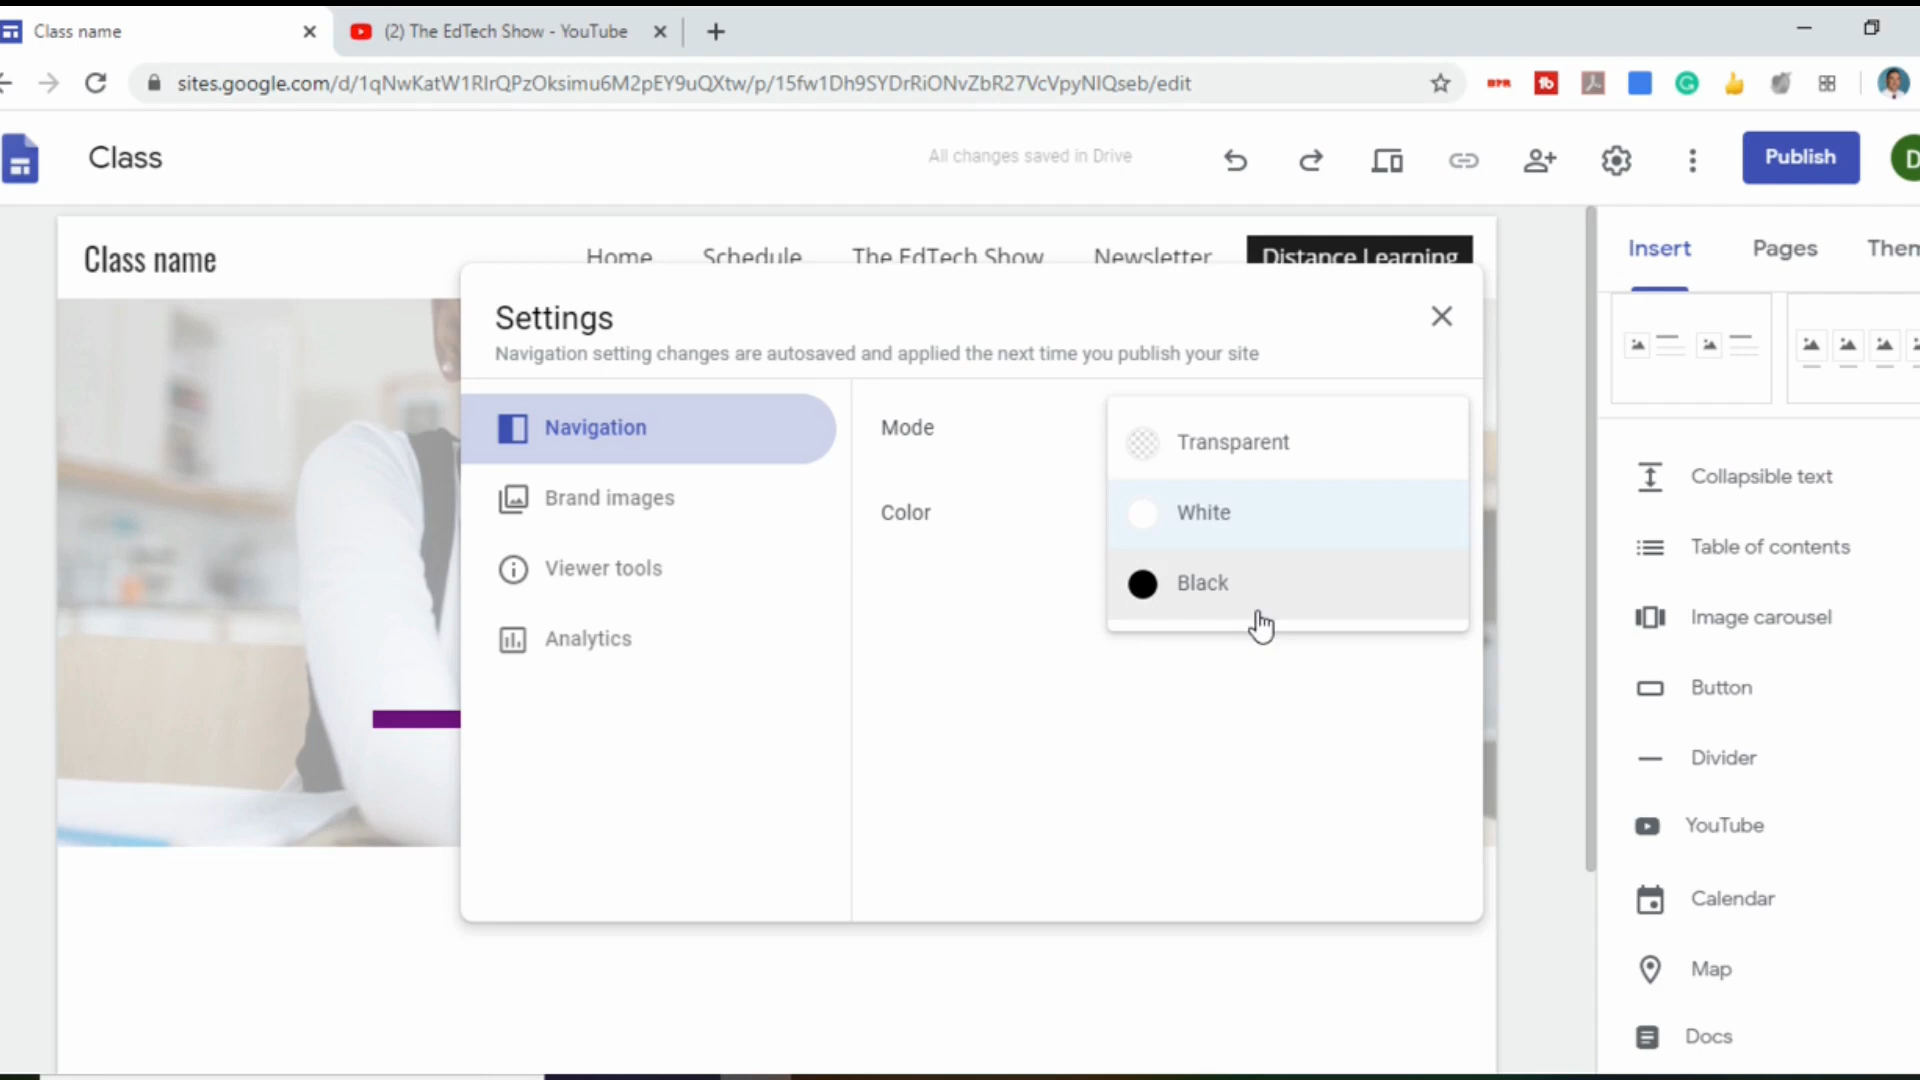 Class name
(2) The EdTech Show - YouTube
sites.google.com/d/1qNwKatW1RIrQPzOksimu6M2pEY9uQXtw/p/15fw1Dh9SYDrRiONvZbR27VcVpyNIQseb/edit
Class
All changes saved in Drive
Publish
D
Class name
Home
Schedule
The EdTech Show
Newsletter
Distance Learning
Insert
Pages
Them
Settings
Navigation setting changes are autosaved and applied the next time you publish your site
Navigation
Brand images
Viewer tools
Analytics
Mode
Color
Transparent
White
Black
Collapsible text
Table of contents
Image carousel
Button
Divider
YouTube
Calendar
Map
Docs